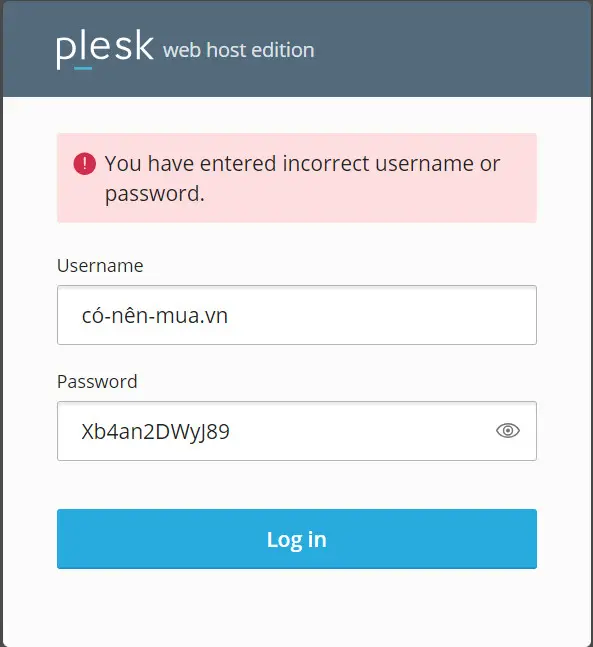 plesk web host edition
You have entered incorrect username or
password.
Username
có-nên-mua.vn
Password
Xb4an2DWyJ89
Log in